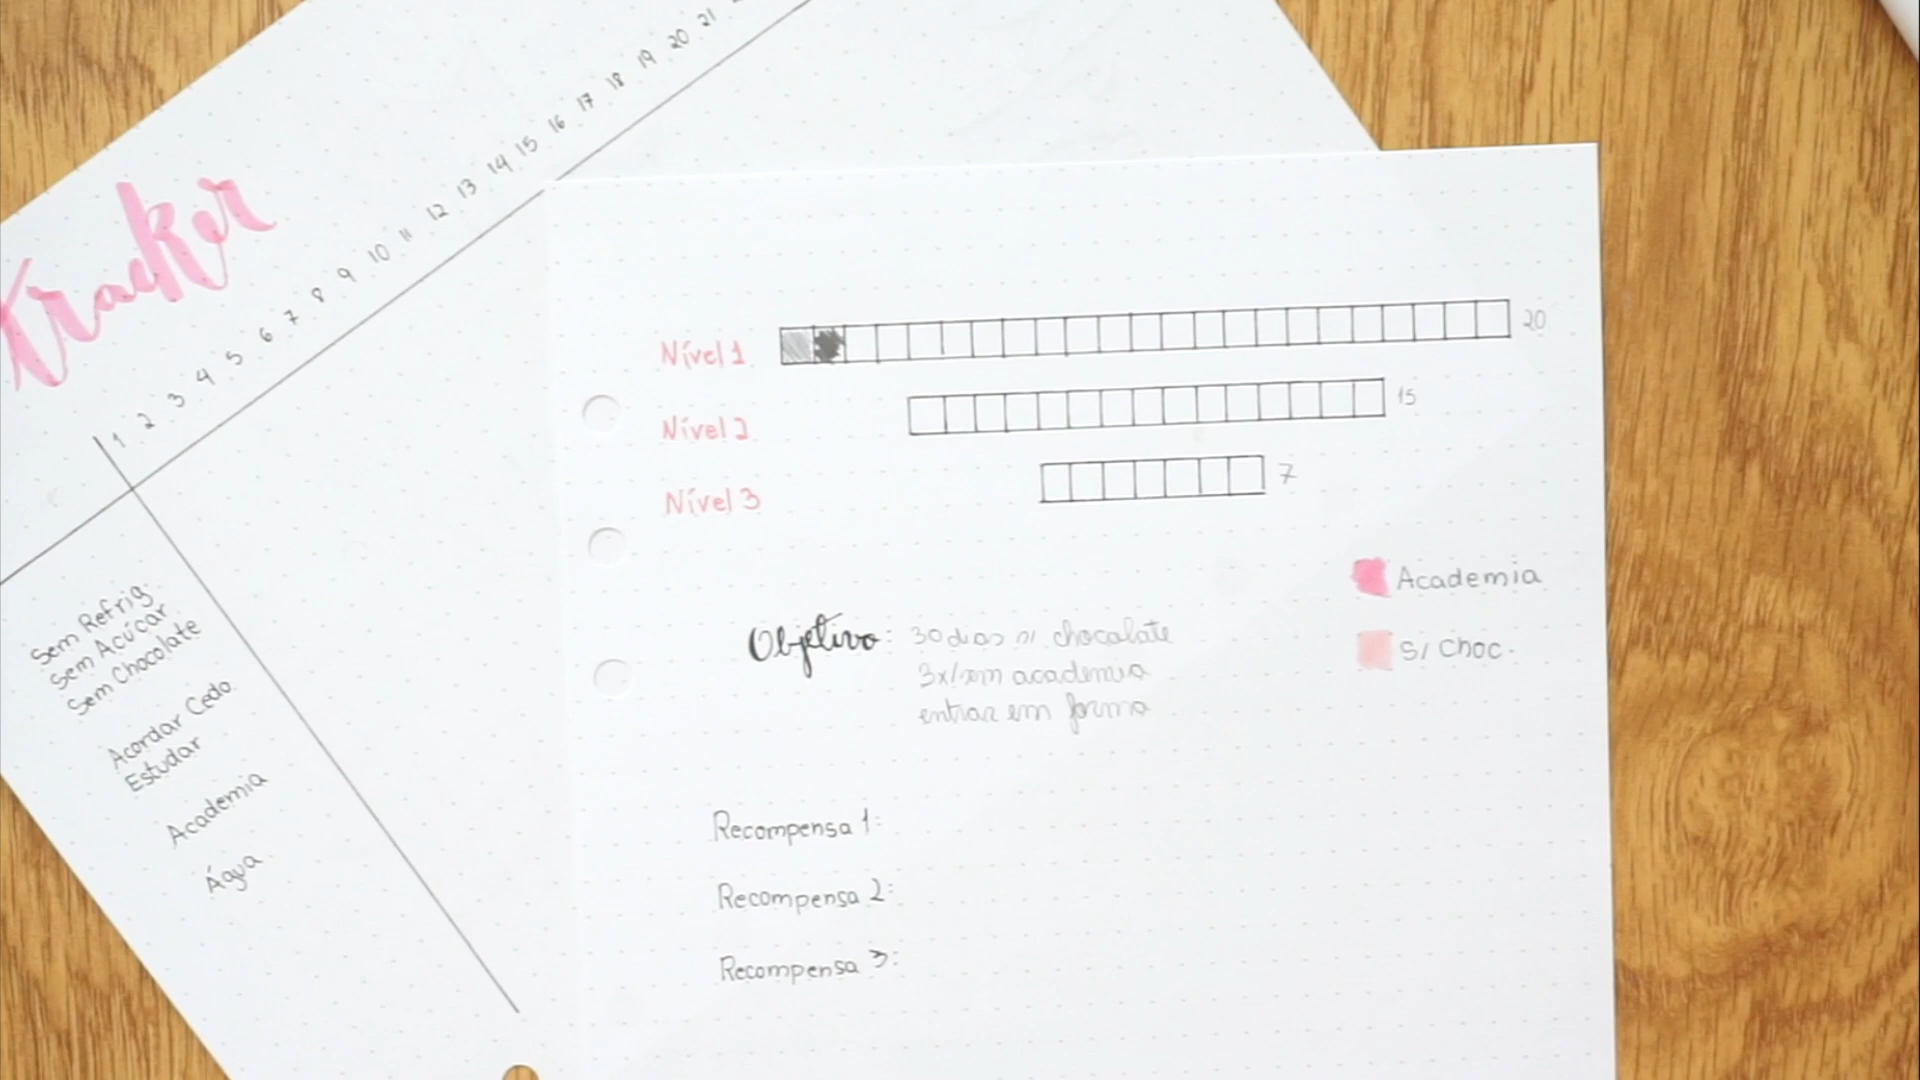 Tracker
1 2 3 4 5 6 7 8 9 10 11 12 13 14 15 16 17 18 19 20 21
Sem Refrig.
Sem Acúcar
Sem Chocolate
Acordar Cedo
Estudar
Academia
Água
Nível 1 20
Nível 2 15
Nível 3 7
Academia
S/ Choc.
Objetivo: 30 dias s/ chocolate
3x/sem academia
entrar em forma
Recompensa 1:
Recompensa 2:
Recompensa 3: